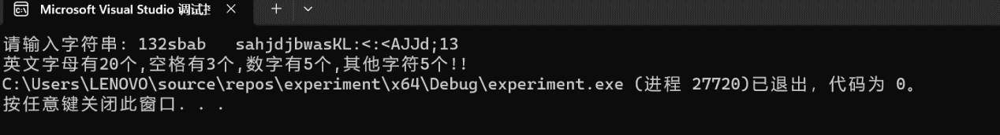 Microsoft Visual Studio 调试
请输入字符串: 132sbab   sahjdjbwasKL:<:<AJJd;13
英文字母有20个,空格有3个,数字有5个,其他字符5个!!
C:\Users\LENOVO\source\repos\experiment\x64\Debug\experiment.exe (进程 27720)已退出，代码为 0。
按任意键关闭此窗口. . .